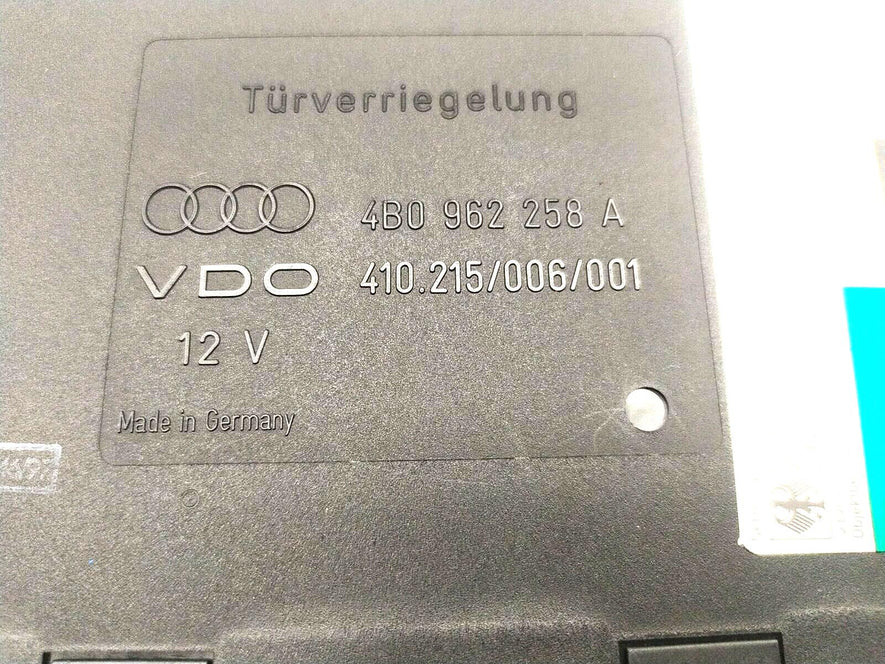 Türverriegelung
4B0 962 258 A
VDO 410.215/006/001
12 V
Made in Germany